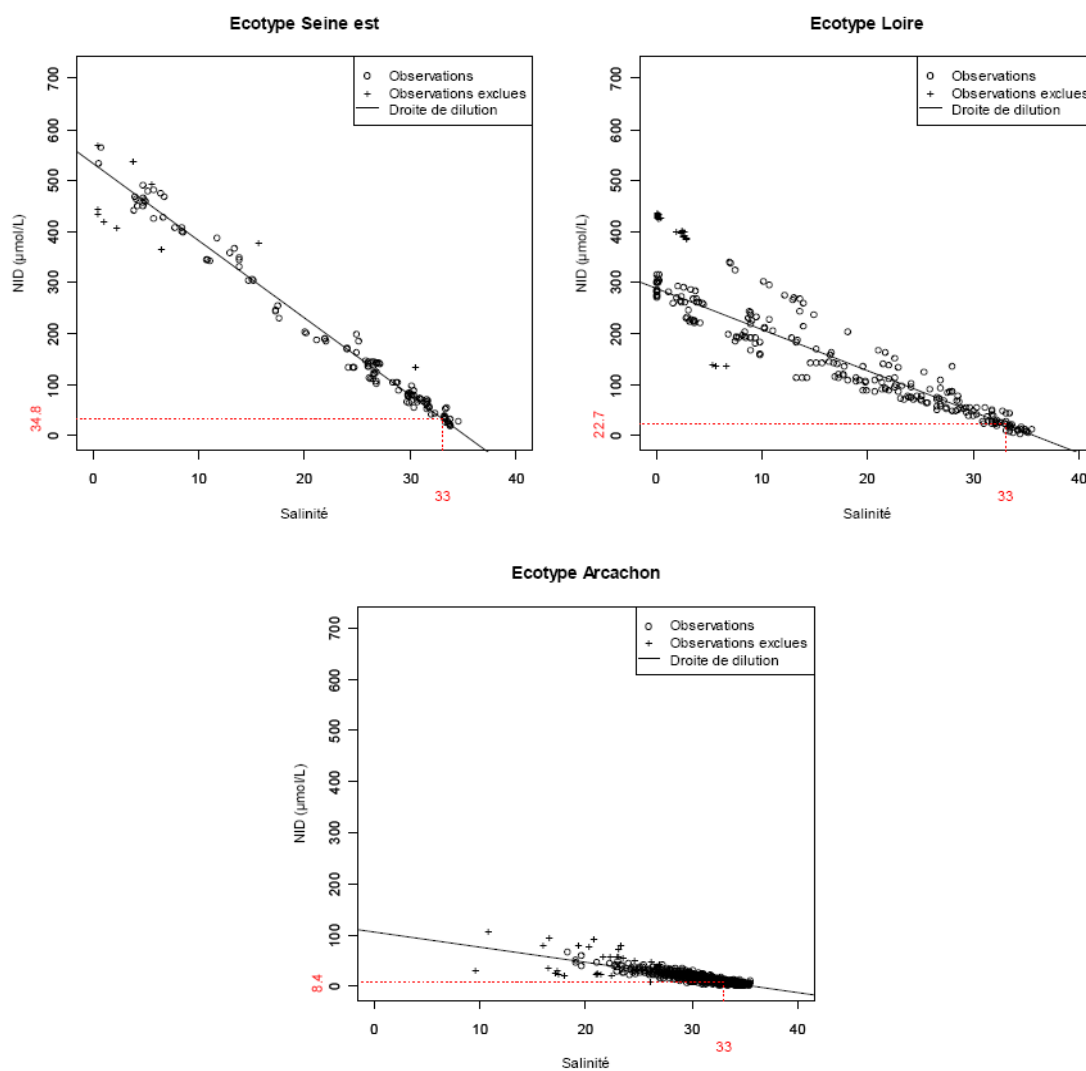 Ecotype Seine est
Observations
Observations exclues
Droite de dilution
NID (µmol/L)
700
600
500
400
300
200
100
0
34.8
0
10
20
30
40
33
Salinité
Ecotype Loire
Observations
Observations exclues
Droite de dilution
NID (µmol/L)
700
600
500
400
300
200
100
0
22.7
0
10
20
30
40
33
Salinité
Ecotype Arcachon
Observations
Observations exclues
Droite de dilution
NID (µmol/L)
700
600
500
400
300
200
100
0
8.4
0
10
20
30
40
33
Salinité